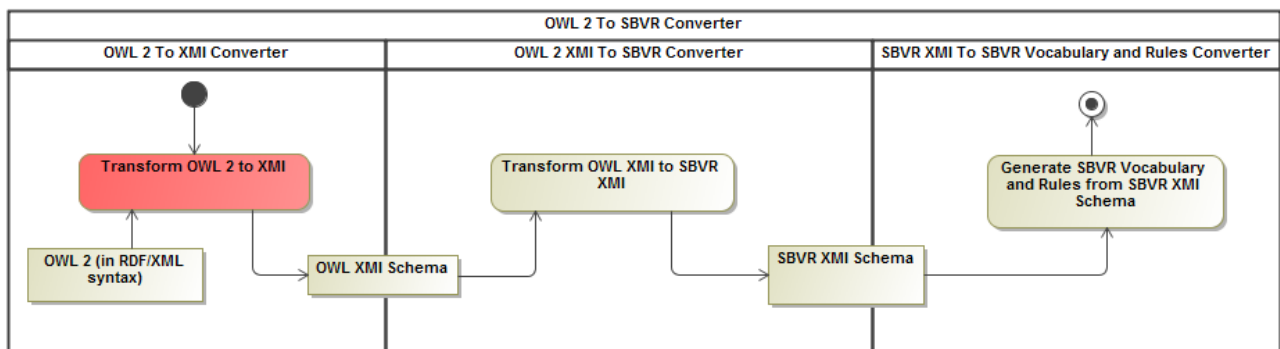 OWL 2 To SBVR Converter
OWL 2 To XMI Converter
OWL 2 XMI To SBVR Converter
SBVR XMI To SBVR Vocabulary and Rules Converter
Transform OWL 2 to XMI
Transform OWL XMI to SBVR
XMI
Generate SBVR Vocabulary
and Rules from SBVR XMI
Schema
OWL 2 (in RDF/XML
syntax)
OWL XMI Schema
SBVR XMI Schema